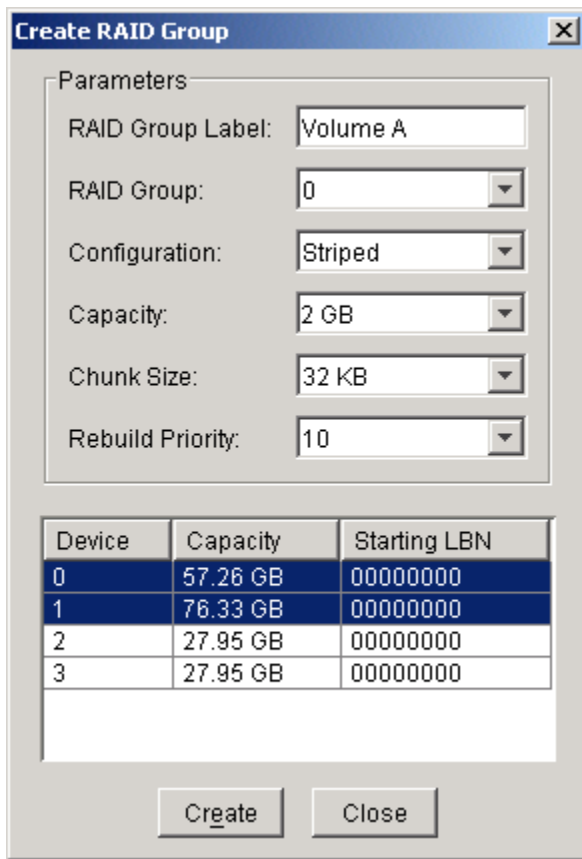 Create RAID Group
Parameters
RAID Group Label: Volume A
RAID Group: 0
Configuration: Striped
Capacity: 2 GB
Chunk Size: 32 KB
Rebuild Priority: 10
Device Capacity Starting LBN
0 57.26 GB 00000000
1 76.33 GB 00000000
2 27.95 GB 00000000
3 27.95 GB 00000000
Create Close